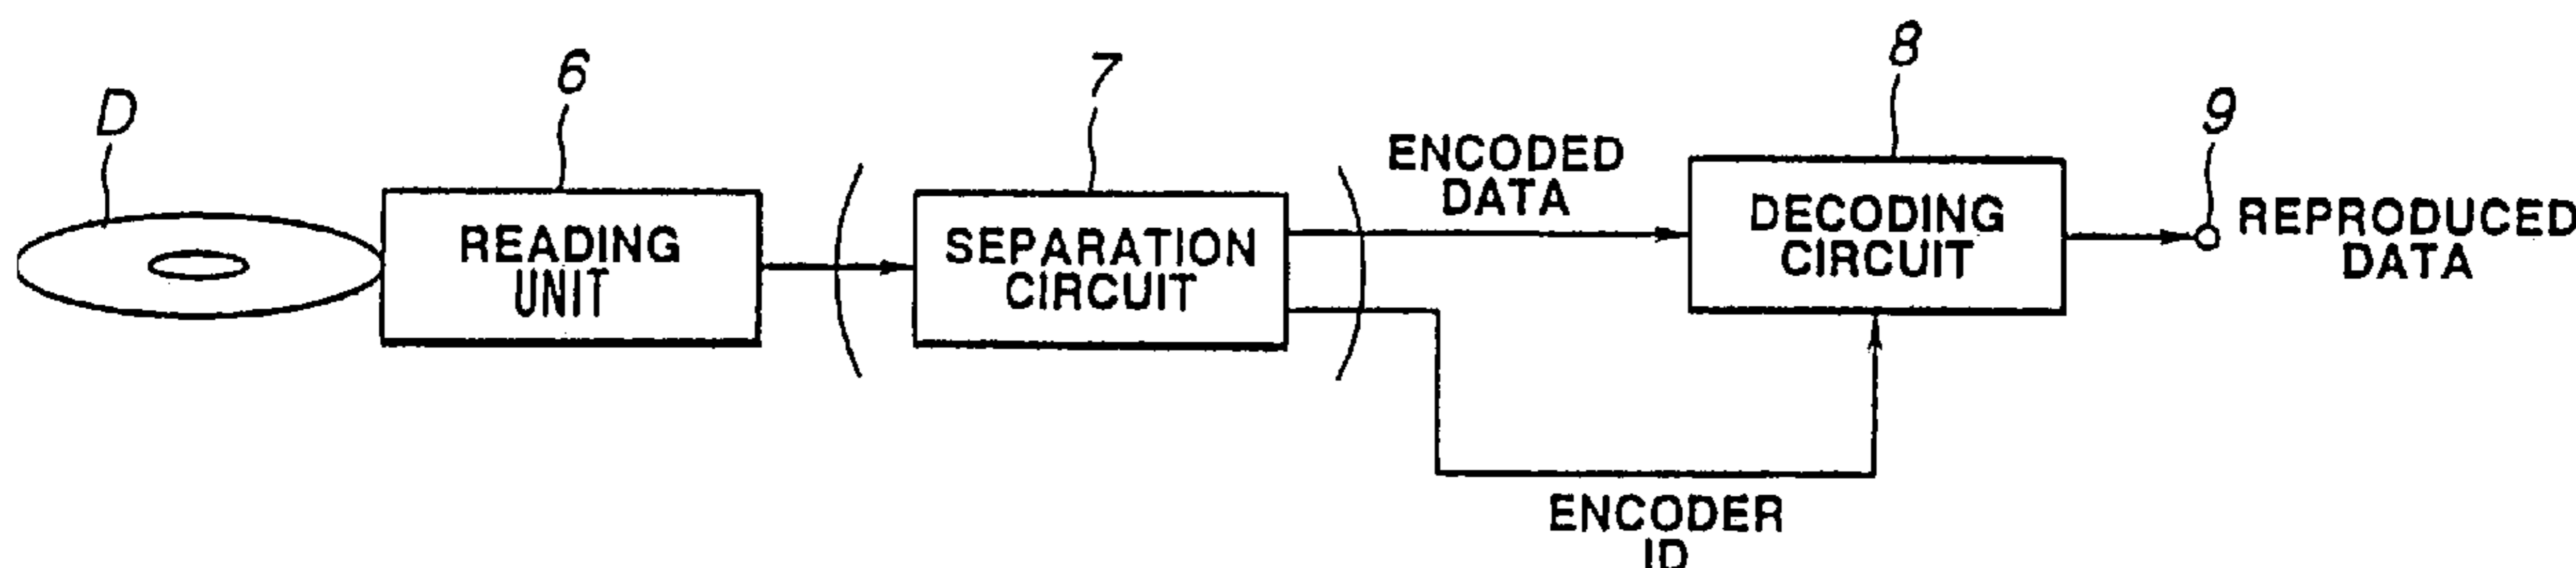 D
6
READING
UNIT
7
SEPARATION
CIRCUIT
ENCODED
DATA
8
DECODING
CIRCUIT
9
REPRODUCED
DATA
ENCODER
ID